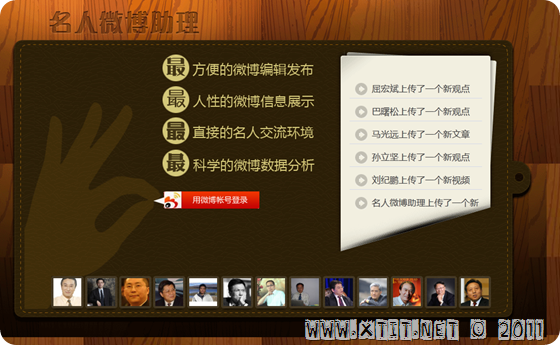 名人微博助理
最 方便的微博编辑发布
最 人性的微博信息展示
最 直接的名人交流环境
最 科学的微博数据分析
用微博帐号登录
屈宏斌上传了一个新观点
巴曙松上传了一个新观点
马光远上传了一个新文章
孙立坚上传了一个新观点
刘纪鹏上传了一个新视频
名人微博助理上传了一个新
WWW.XTIT.NET © 2011